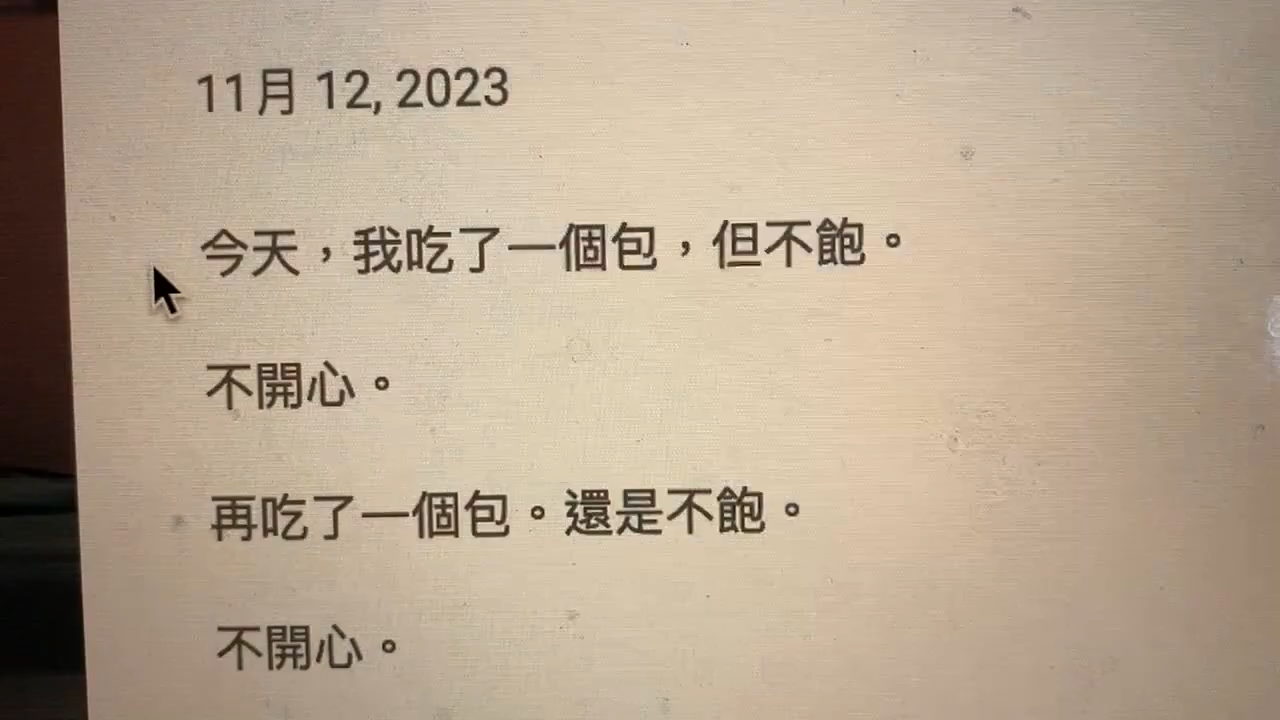 11月 12, 2023
今天，我吃了一個包，但不飽。
不開心。
再吃了一個包。還是不飽。
不開心。